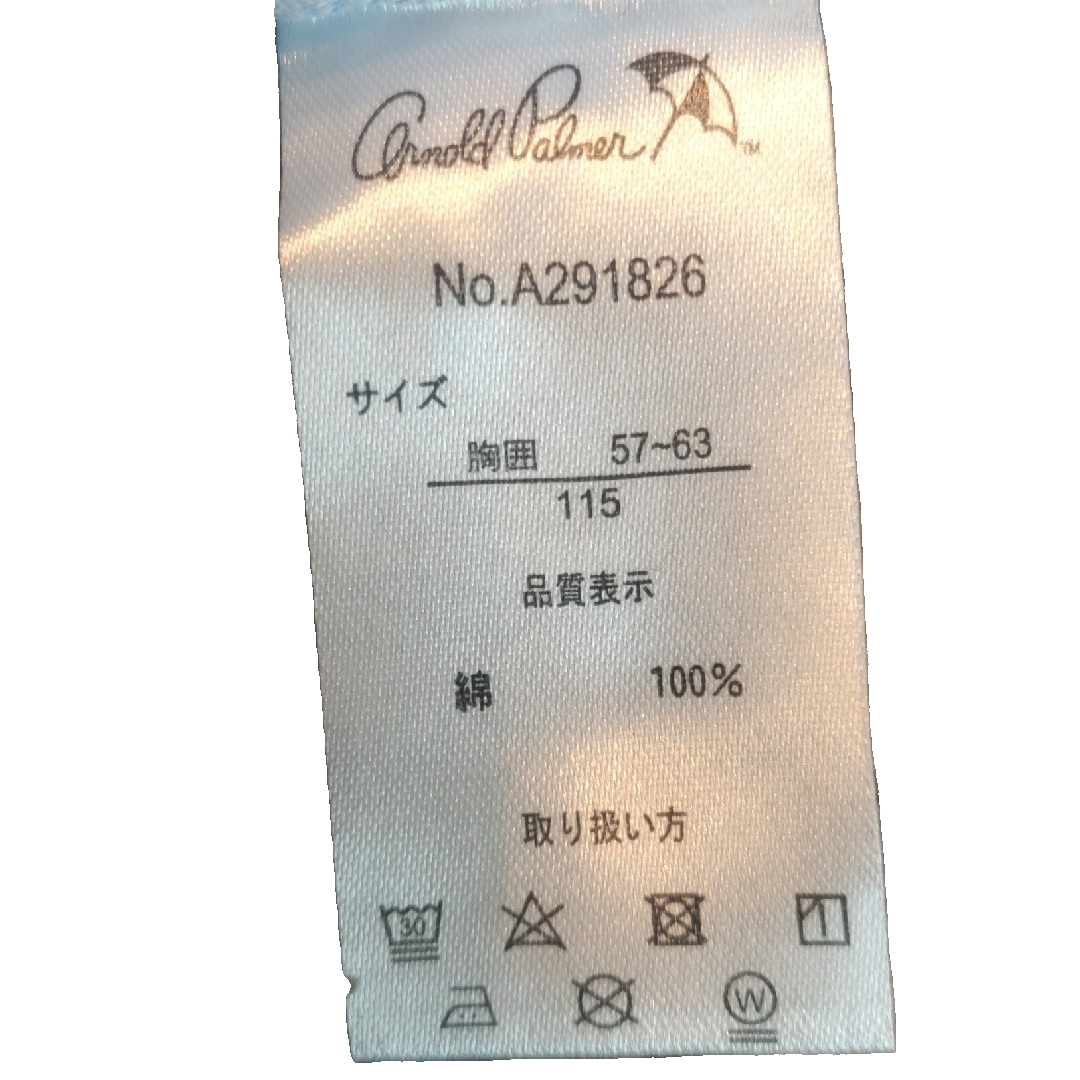 Arnold Palmer ™
No.A291826
サイズ
胸囲 57~63
115
品質表示
綿 100%
取り扱い方
30
W